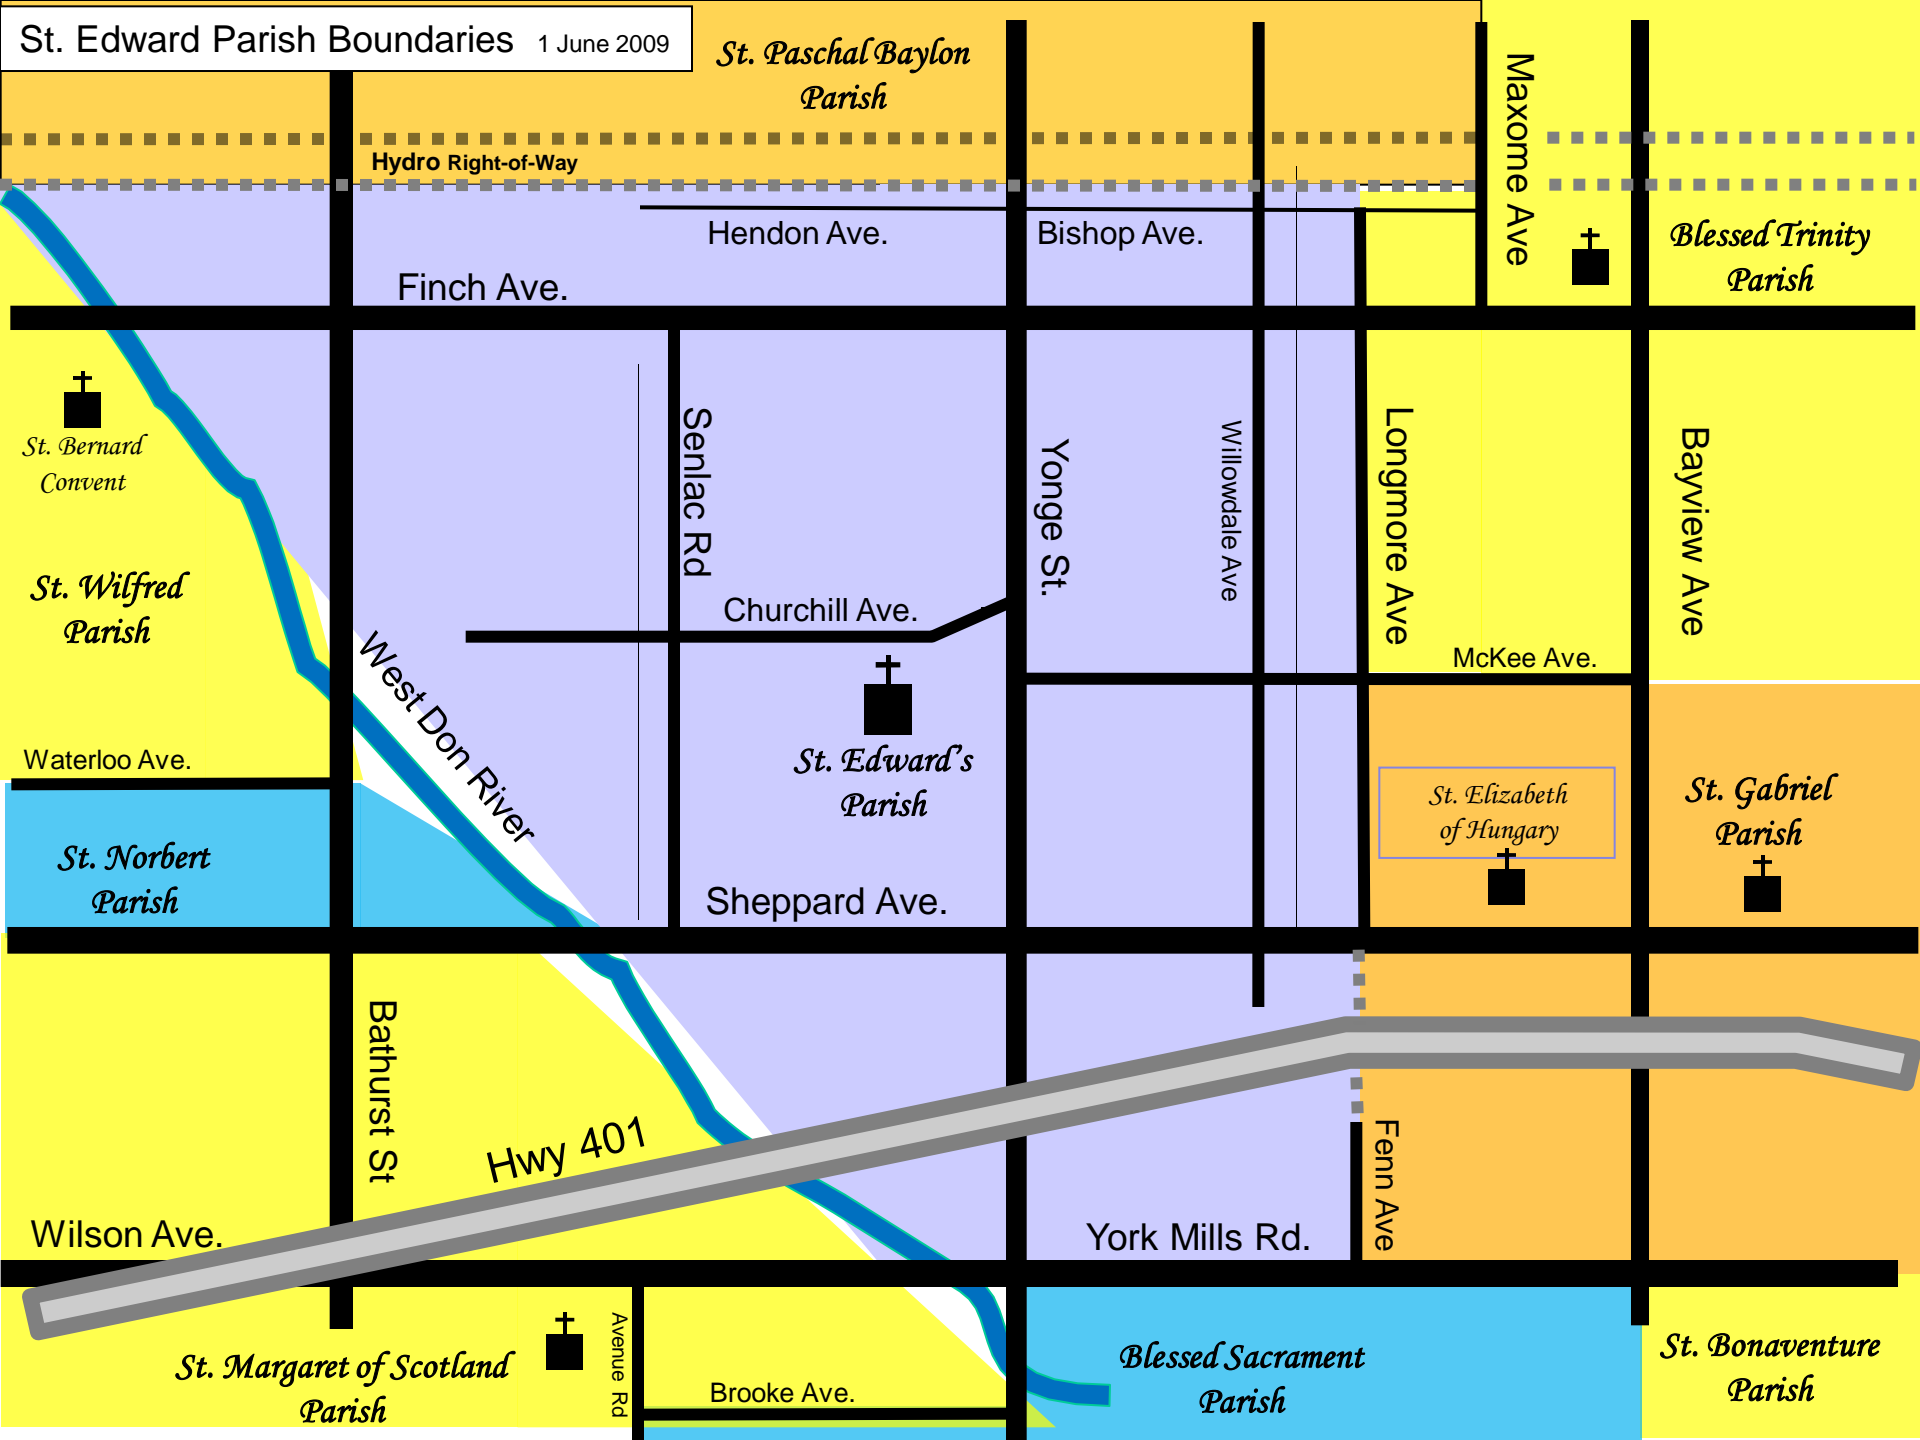 St. Edward Parish Boundaries 1 June 2009
St. Paschal Baylon
Parish
Maxome Ave
Hydro Right-of-Way
Hendon Ave.
Bishop Ave.
Blessed Trinity
Parish
Finch Ave.
St. Bernard
Convent
Senlac Rd
Yonge St.
Willowdale Ave
Longmore Ave
Bayview Ave
St. Wilfred
Parish
Churchill Ave.
West Don River
McKee Ave.
Waterloo Ave.
St. Edward's
Parish
St. Elizabeth
of Hungary
St. Gabriel
Parish
St. Norbert
Parish
Sheppard Ave.
Bathurst St
Hwy 401
Fenn Ave
Wilson Ave.
York Mills Rd.
Avenue Rd
St. Margaret of Scotland
Parish
Brooke Ave.
Blessed Sacrament
Parish
St. Bonaventure
Parish